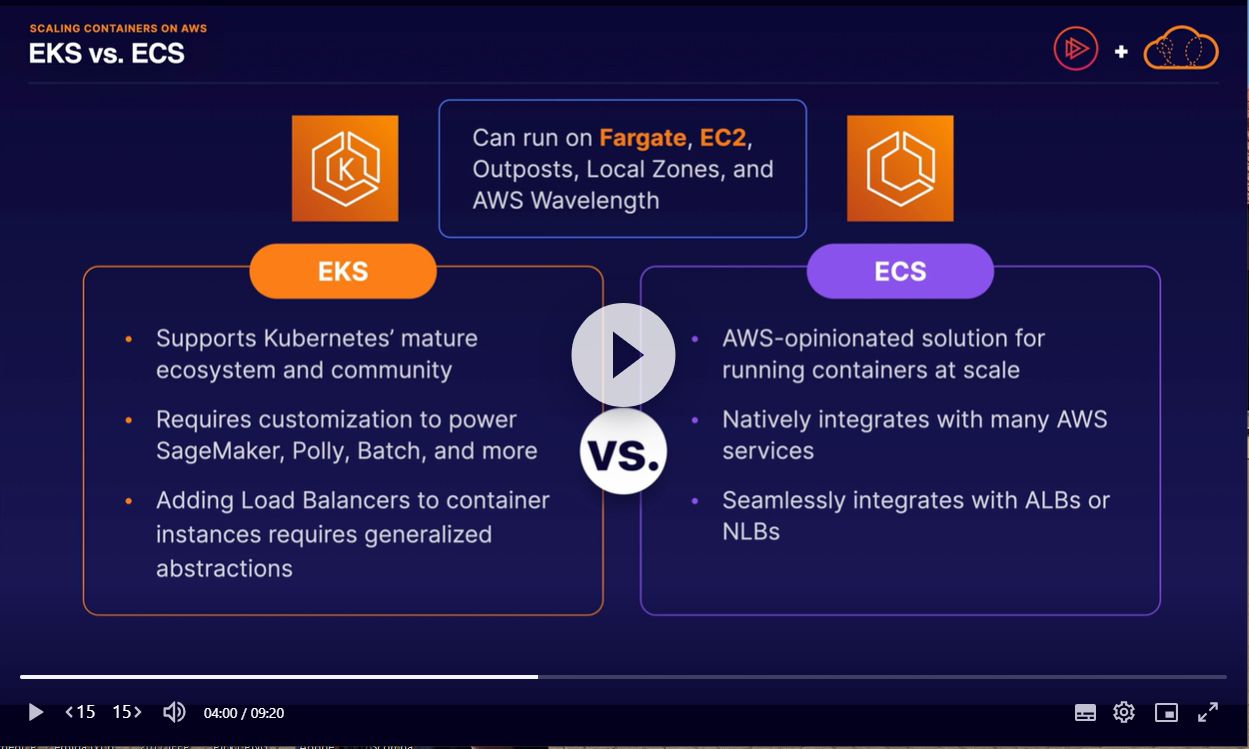 SCALING CONTAINERS ON AWS
EKS vs. ECS
+
Can run on Fargate, EC2,
Outposts, Local Zones, and
AWS Wavelength
K
EKS
Supports Kubernetes’ mature
ecosystem and community
Requires customization to power
SageMaker, Polly, Batch, and more
Adding Load Balancers to container
instances requires generalized
abstractions
VS.
ECS
AWS-opinionated solution for
running containers at scale
Natively integrates with many AWS
services
Seamlessly integrates with ALBs or
NLBs
<15 15> 04:00 / 09:20